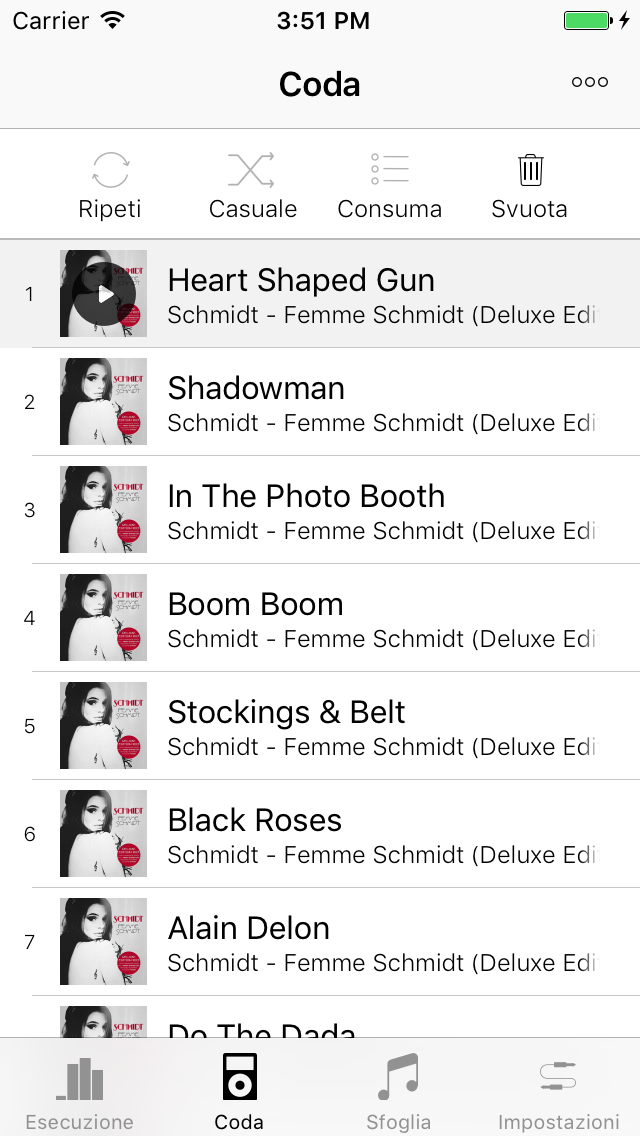 Carrier 3:51 PM
Coda
Ripeti Casuale Consuma Svuota
1 Heart Shaped Gun
Schmidt - Femme Schmidt (Deluxe Edi
2 Shadowman
Schmidt - Femme Schmidt (Deluxe Edi
3 In The Photo Booth
Schmidt - Femme Schmidt (Deluxe Edi
4 Boom Boom
Schmidt - Femme Schmidt (Deluxe Edi
5 Stockings & Belt
Schmidt - Femme Schmidt (Deluxe Edi
6 Black Roses
Schmidt - Femme Schmidt (Deluxe Edi
7 Alain Delon
Schmidt - Femme Schmidt (Deluxe Edi
Do The Dada
SCHMIDT
FEMME
SCHMIDT
Esecuzione Coda Sfoglia Impostazioni